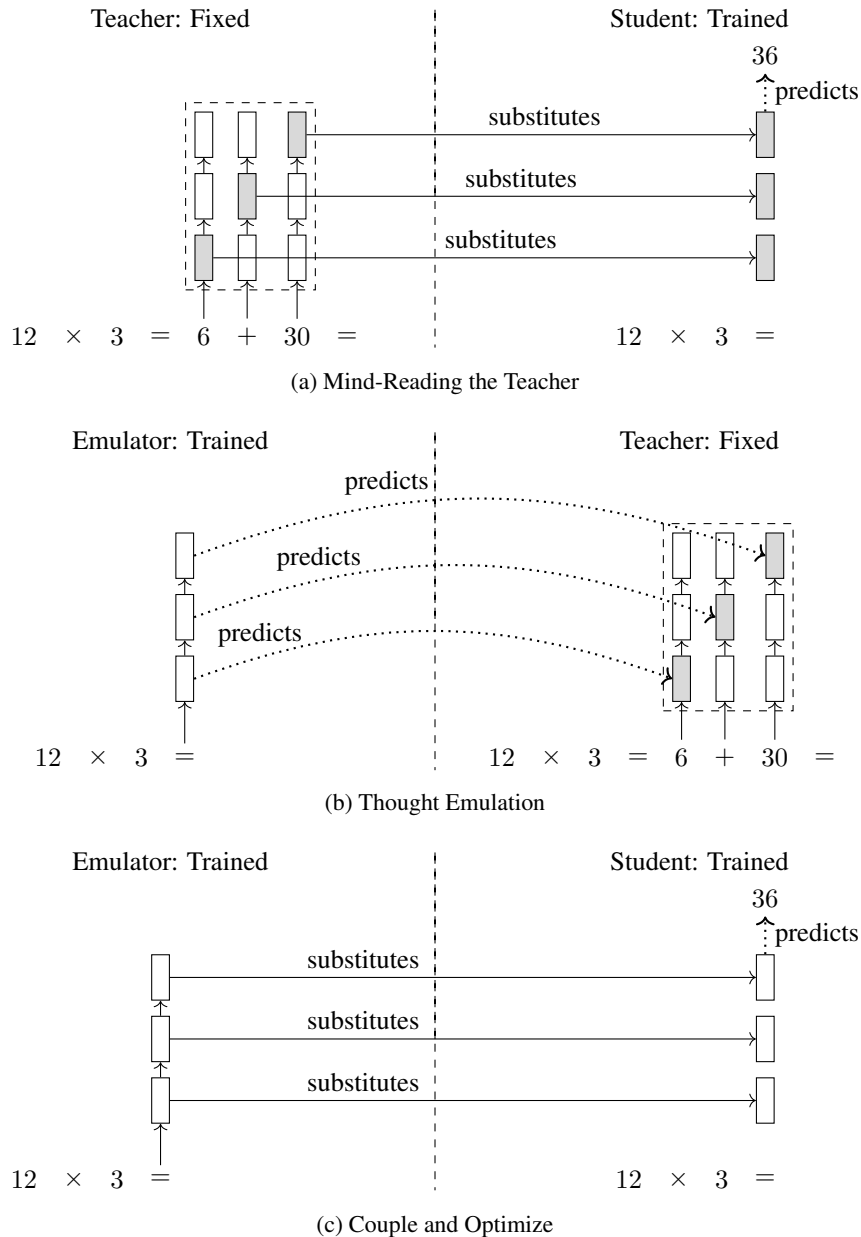 Teacher: Fixed Student: Trained
36
predicts
substitutes
substitutes
substitutes
12 × 3 = 6 + 30 = 12 × 3 =
(a) Mind-Reading the Teacher
Emulator: Trained Teacher: Fixed
predicts
predicts
predicts
12 × 3 = 12 × 3 = 6 + 30 =
(b) Thought Emulation
Emulator: Trained Student: Trained
36
predicts
substitutes
substitutes
substitutes
12 × 3 = 12 × 3 =
(c) Couple and Optimize